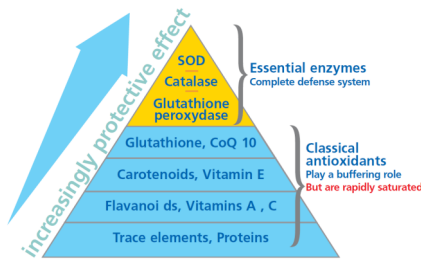 increasingly protective effect
SOD
Catalase
Glutathione
peroxydase
Glutathione, CoQ 10
Carotenoids, Vitamin E
Flavanoi ds, Vitamins A , C
Trace elements, Proteins
Essential enzymes
Complete defense system
Classical
antioxidants
Play a buffering role
But are rapidly saturated